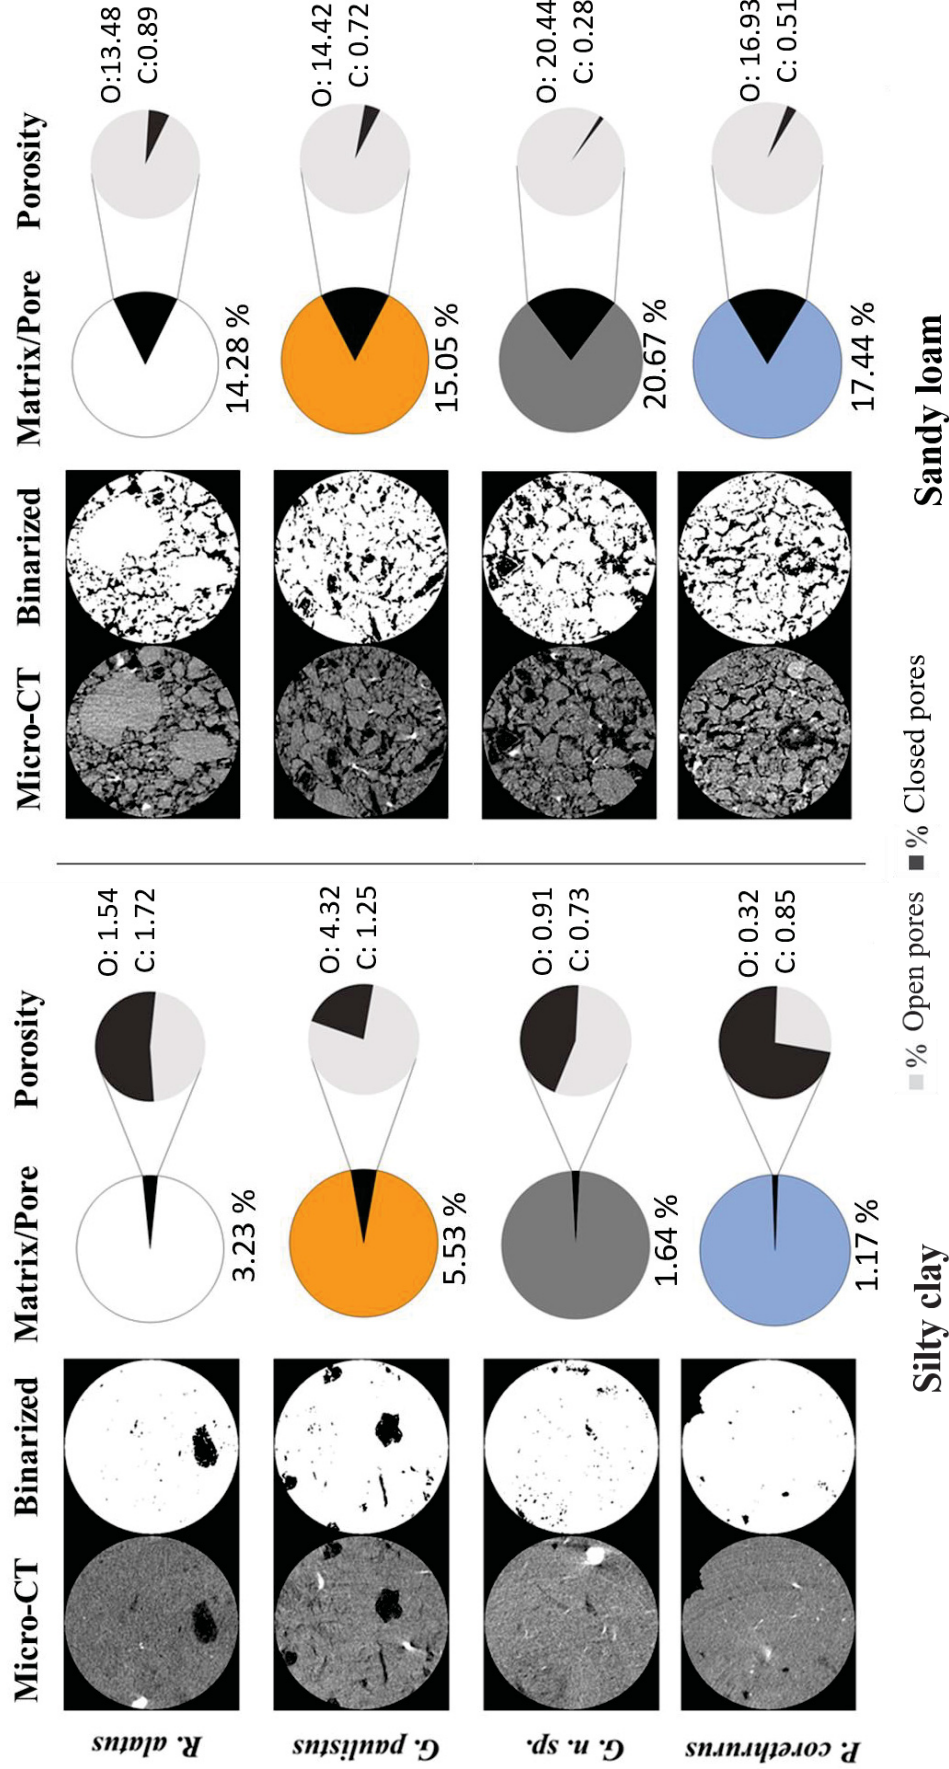 Micro-CT Binarized Matrix/Pore Porosity Micro-CT Binarized Matrix/Pore Porosity
R. alatus
3.23 %
O: 1.54
C: 1.72
14.28 %
O:13.48
C:0.89
G. paulistus
5.53 %
O: 4.32
C: 1.25
15.05 %
O: 14.42
C: 0.72
G. n. sp.
1.64 %
O: 0.91
C: 0.73
20.67 %
O: 20.44
C: 0.28
P. corethrurus
1.17 %
O: 0.32
C: 0.85
17.44 %
O: 16.93
C: 0.51
Silty clay
% Open pores % Closed pores
Sandy loam